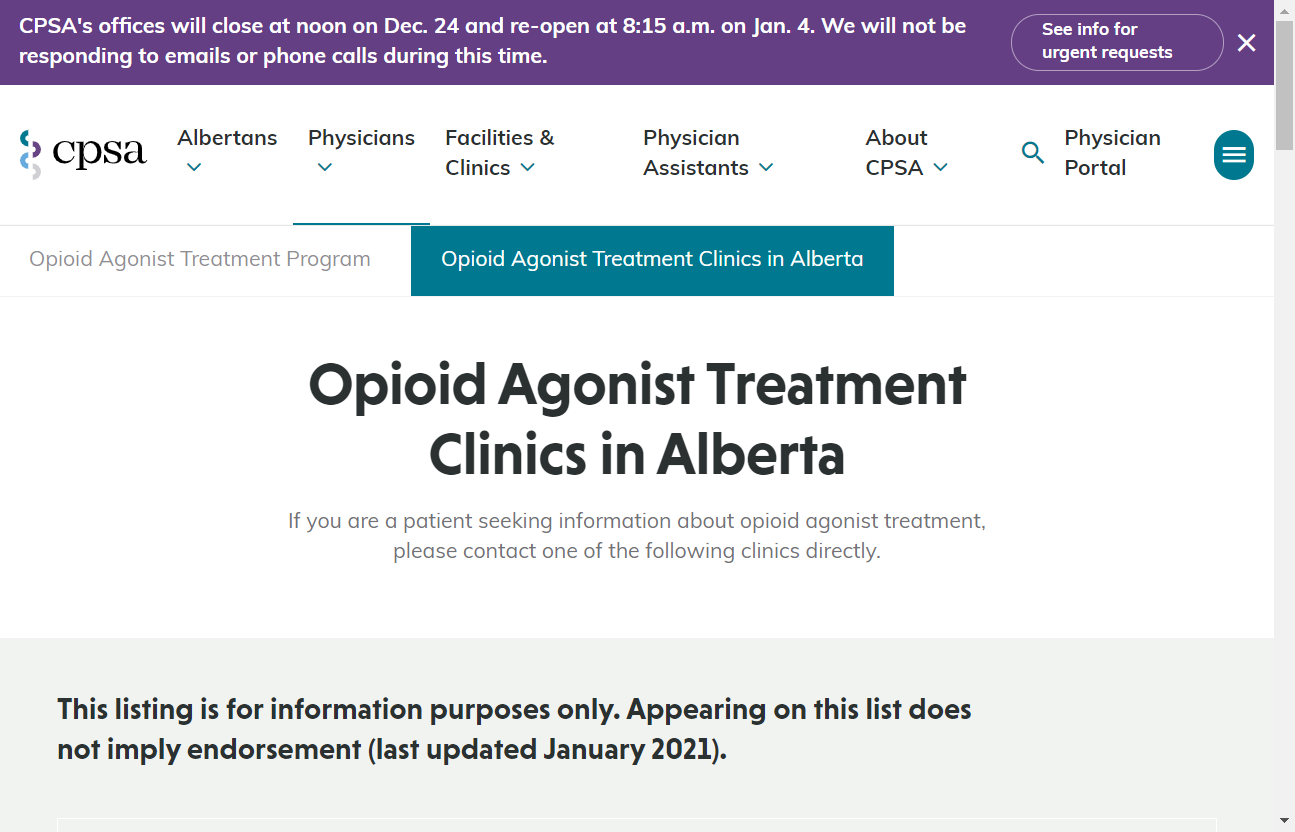 CPSA's offices will close at noon on Dec. 24 and re-open at 8:15 a.m. on Jan. 4. We will not be
responding to emails or phone calls during this time.
See info for
urgent requests
cpsa
Albertans
Physicians
Facilities &
Clinics
Physician
Assistants
About
CPSA
Physician
Portal
Opioid Agonist Treatment Program
Opioid Agonist Treatment Clinics in Alberta
Opioid Agonist Treatment
Clinics in Alberta
If you are a patient seeking information about opioid agonist treatment,
please contact one of the following clinics directly.
This listing is for information purposes only. Appearing on this list does
not imply endorsement (last updated January 2021).